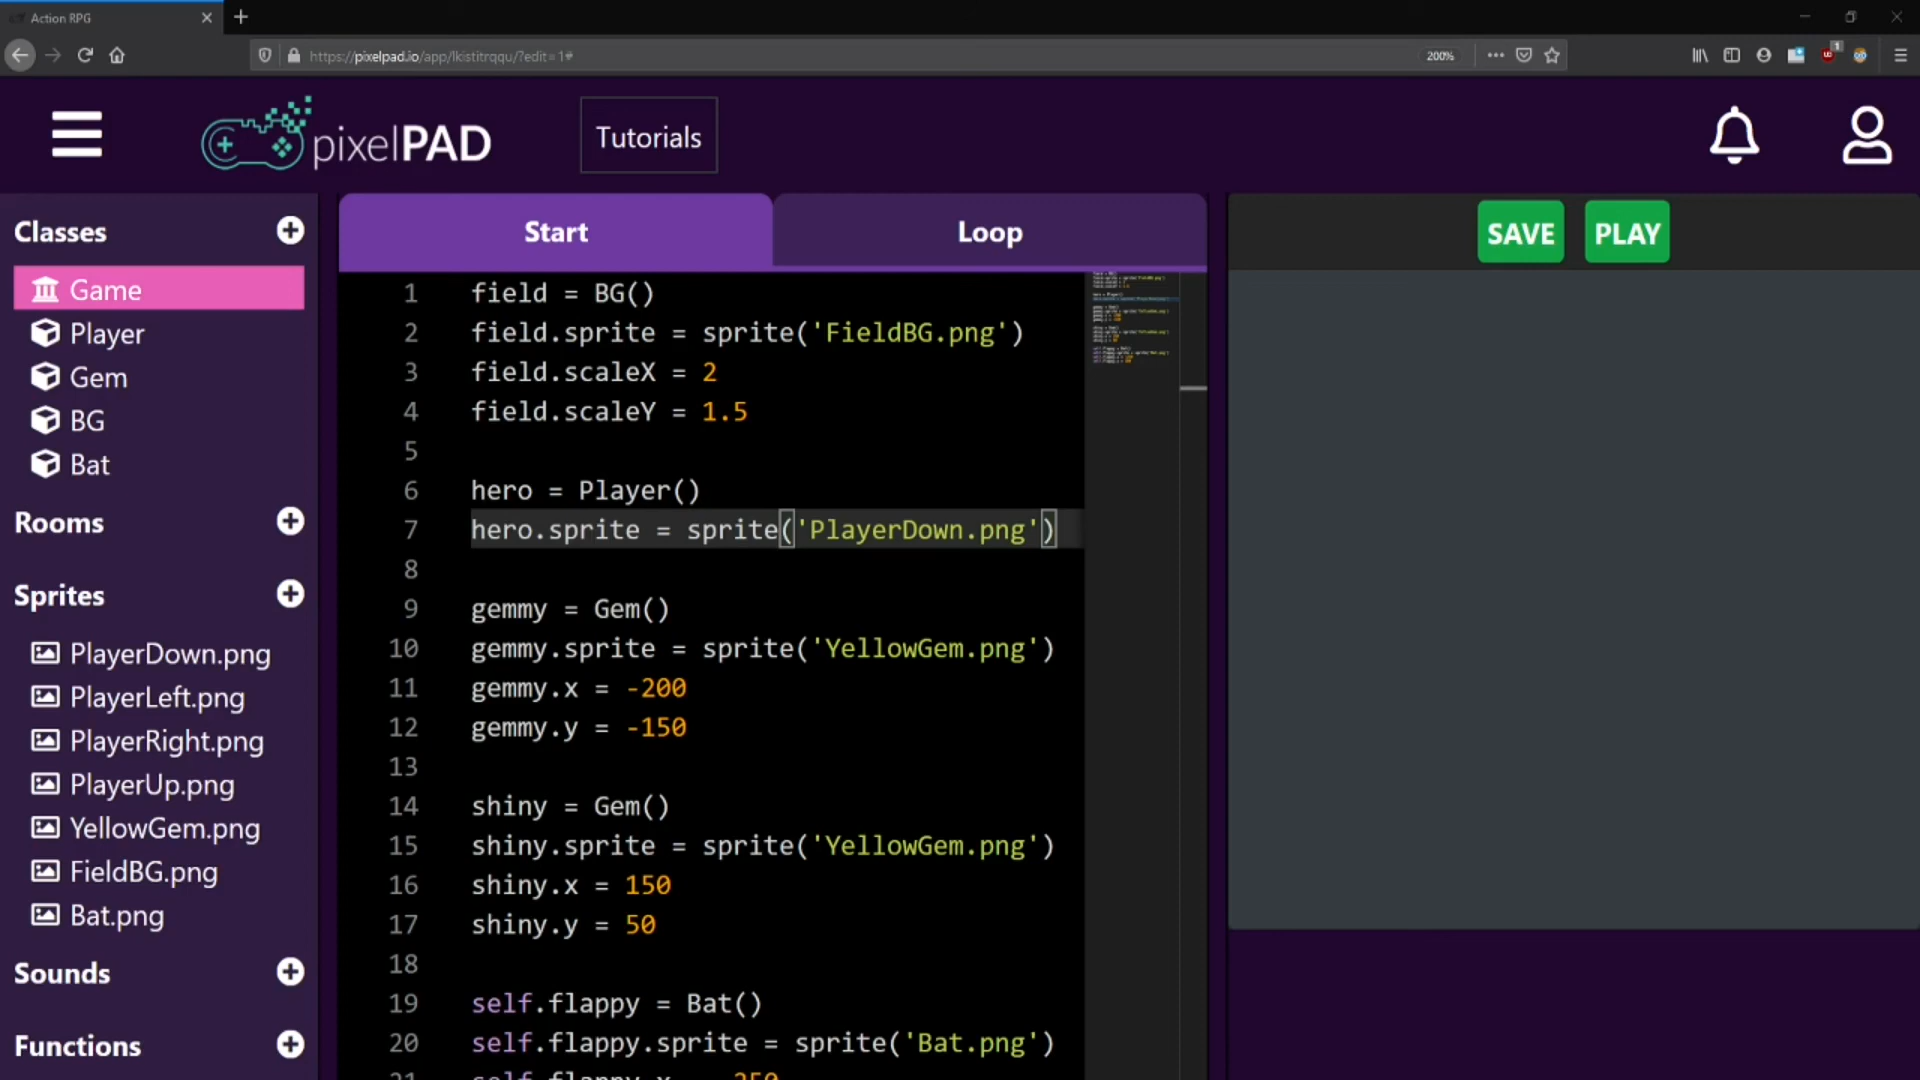 Action RPG
https://pixelpad.io/app/lkistitrqqu/?edit=1#
200%
1
pixelPAD
Tutorials
Classes
Game
Player
Gem
BG
Bat
Rooms
Sprites
PlayerDown.png
PlayerLeft.png
PlayerRight.png
PlayerUp.png
YellowGem.png
FieldBG.png
Bat.png
Sounds
Functions
Start
Loop
1 field = BG()
2 field.sprite = sprite('FieldBG.png')
3 field.scaleX = 2
4 field.scaleY = 1.5
5
6 hero = Player()
7 hero.sprite = sprite('PlayerDown.png')
8
9 gemmy = Gem()
10 gemmy.sprite = sprite('YellowGem.png')
11 gemmy.x = -200
12 gemmy.y = -150
13
14 shiny = Gem()
15 shiny.sprite = sprite('YellowGem.png')
16 shiny.x = 150
17 shiny.y = 50
18
19 self.flappy = Bat()
20 self.flappy.sprite = sprite('Bat.png')
21 self.flappy.x
SAVE
PLAY